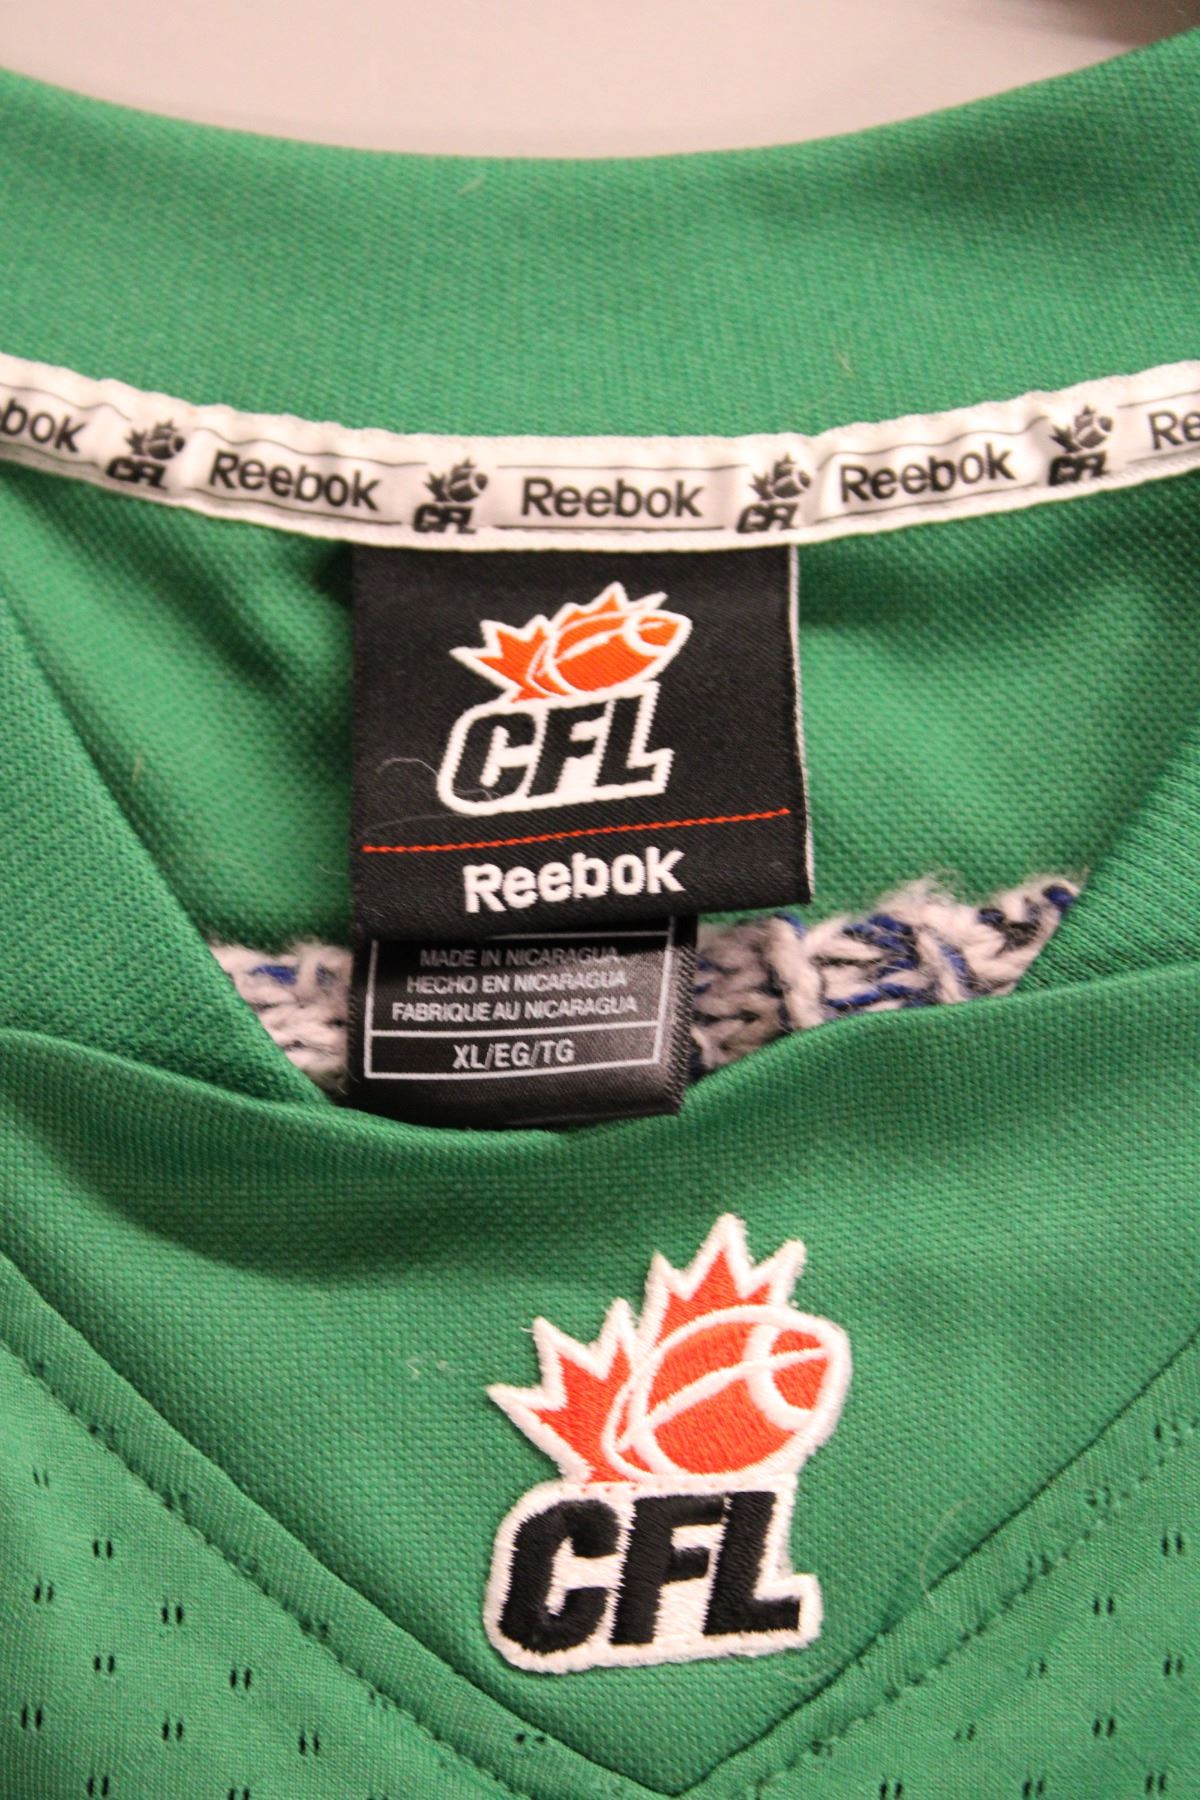 bok CFL Reebok CFL Reebok CFL Reebok CFL Re
CFL
Reebok
MADE IN NICARAGUA
HECHO EN NICARAGUA
FABRIQUE AU NICARAGUA
XL/EG/TG
CFL